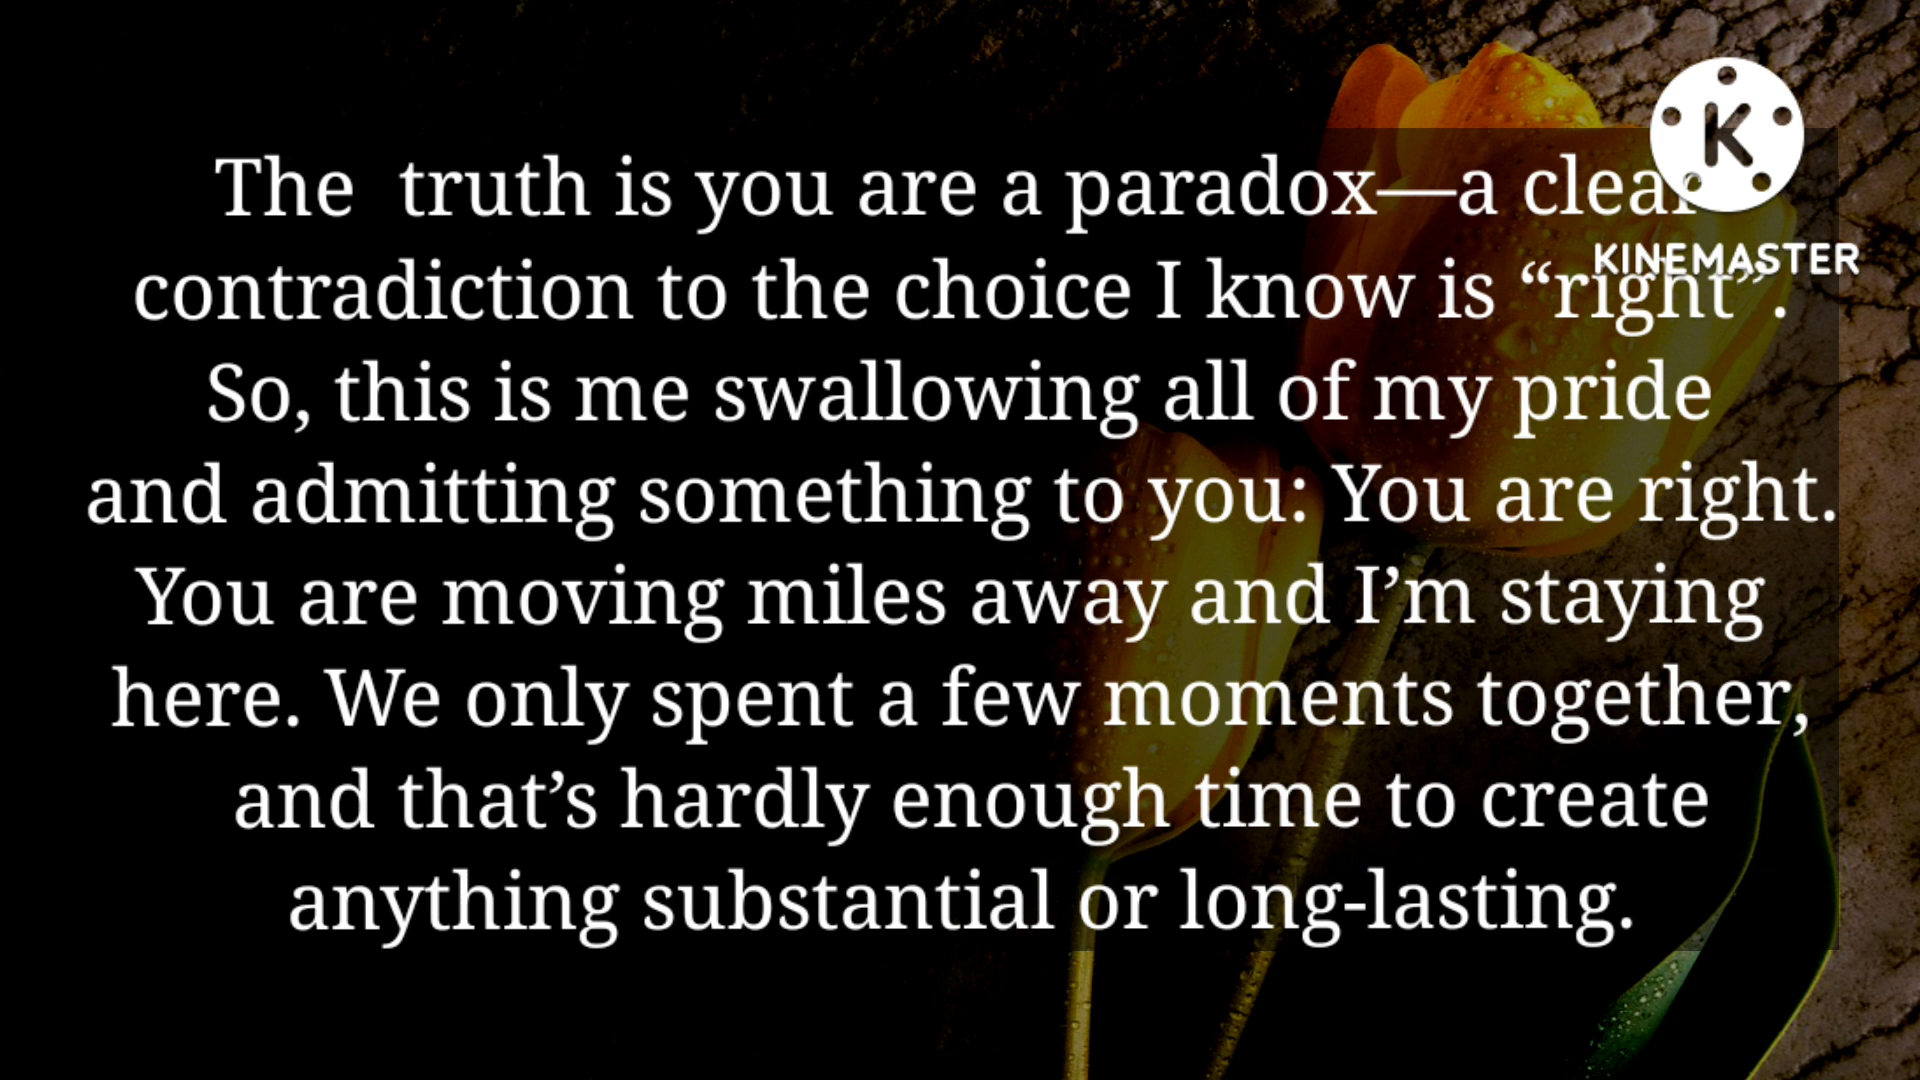 The  truth is you are a paradox—a clear
contradiction to the choice I know is “right”.
So, this is me swallowing all of my pride
and admitting something to you: You are right.
You are moving miles away and I’m staying
here. We only spent a few moments together,
and that’s hardly enough time to create
anything substantial or long-lasting.
K
KINEMASTER